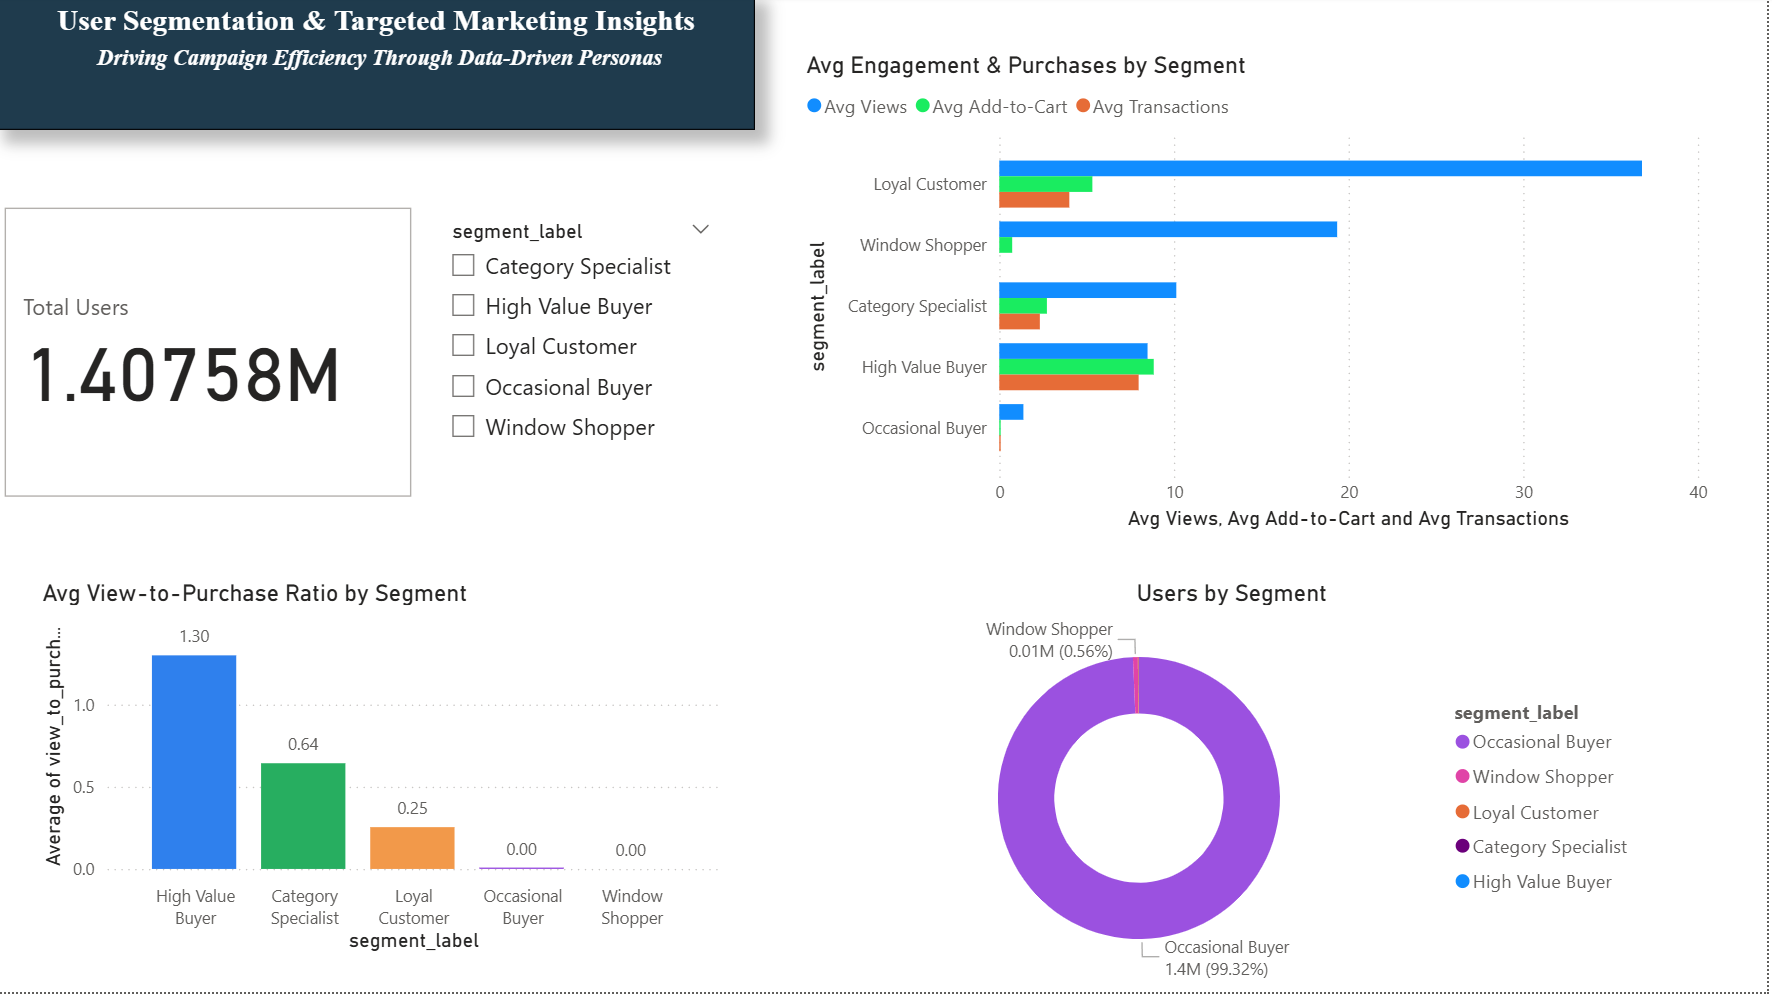 User Segmentation & Targeted Marketing Insights
Driving Campaign Efficiency Through Data-Driven Personas
Total Users
1.40758M
segment_label
Category Specialist
High Value Buyer
Loyal Customer
Occasional Buyer
Window Shopper
Avg Engagement & Purchases by Segment
Avg Views Avg Add-to-Cart Avg Transactions
segment_label
Loyal Customer
Window Shopper
Category Specialist
High Value Buyer
Occasional Buyer
0 10 20 30 40
Avg Views, Avg Add-to-Cart and Avg Transactions
Avg View-to-Purchase Ratio by Segment
Average of view_to_purch...
1.0
0.5
0.0
1.30
0.64
0.25
0.00
0.00
High Value
Buyer
Category
Specialist
Loyal
Customer
Occasional
Buyer
Window
Shopper
segment_label
Users by Segment
Window Shopper
0.01M (0.56%)
Occasional Buyer
1.4M (99.32%)
segment_label
Occasional Buyer
Window Shopper
Loyal Customer
Category Specialist
High Value Buyer